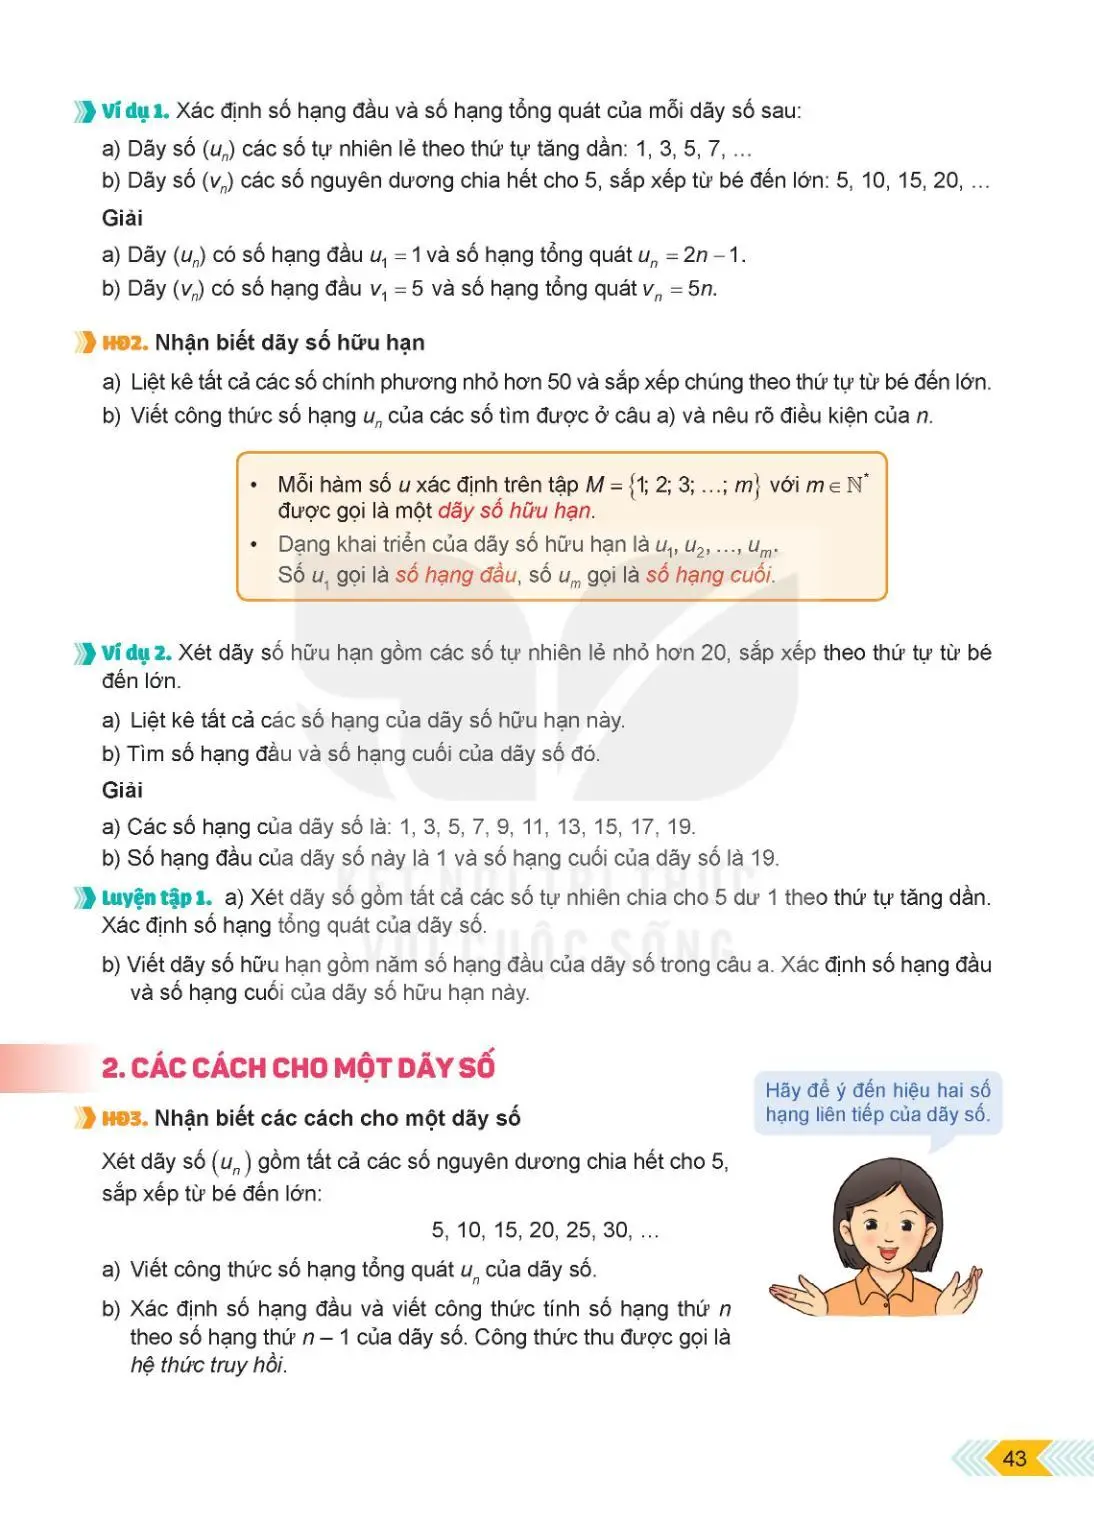 Ví dụ 1. Xác định số hạng đầu và số hạng tổng quát của mỗi dãy số sau:
a) Dãy số (uₙ) các số tự nhiên lẻ theo thứ tự tăng dần: 1, 3, 5, 7, …
b) Dãy số (vₙ) các số nguyên dương chia hết cho 5, sắp xếp từ bé đến lớn: 5, 10, 15, 20, …
Giải
a) Dãy (uₙ) có số hạng đầu u₁ = 1 và số hạng tổng quát uₙ = 2n – 1.
b) Dãy (vₙ) có số hạng đầu v₁ = 5 và số hạng tổng quát vₙ = 5n.
HĐ2. Nhận biết dãy số hữu hạn
a) Liệt kê tất cả các số chính phương nhỏ hơn 50 và sắp xếp chúng theo thứ tự từ bé đến lớn.
b) Viết công thức số hạng uₙ của các số tìm được ở câu a) và nêu rõ điều kiện của n.
• Mỗi hàm số u xác định trên tập M = {1; 2; 3; …; m} với m ∈ ℕ*
được gọi là một dãy số hữu hạn.
• Dạng khai triển của dãy số hữu hạn là u₁, u₂, …, uₘ.
Số u₁ gọi là số hạng đầu, số uₘ gọi là số hạng cuối.
Ví dụ 2. Xét dãy số hữu hạn gồm các số tự nhiên lẻ nhỏ hơn 20, sắp xếp theo thứ tự từ bé
đến lớn.
a) Liệt kê tất cả các số hạng của dãy số hữu hạn này.
b) Tìm số hạng đầu và số hạng cuối của dãy số đó.
Giải
a) Các số hạng của dãy số là: 1, 3, 5, 7, 9, 11, 13, 15, 17, 19.
b) Số hạng đầu của dãy số này là 1 và số hạng cuối của dãy số là 19.
KẾT NỐI TRI THỨC
Luyện tập 1. a) Xét dãy số gồm tất cả các số tự nhiên chia cho 5 dư 1 theo thứ tự tăng dần.
Xác định số hạng tổng quát của dãy số.
VỚI CUỘC SỐNG
b) Viết dãy số hữu hạn gồm năm số hạng đầu của dãy số trong câu a. Xác định số hạng đầu
và số hạng cuối của dãy số hữu hạn này.
2. CÁC CÁCH CHO MỘT DÃY SỐ
HĐ3. Nhận biết các cách cho một dãy số
Xét dãy số (uₙ) gồm tất cả các số nguyên dương chia hết cho 5,
sắp xếp từ bé đến lớn:
5, 10, 15, 20, 25, 30, …
a) Viết công thức số hạng tổng quát uₙ của dãy số.
b) Xác định số hạng đầu và viết công thức tính số hạng thứ n
theo số hạng thứ n – 1 của dãy số. Công thức thu được gọi là
hệ thức truy hồi.
Hãy để ý đến hiệu hai số
hạng liên tiếp của dãy số.
43